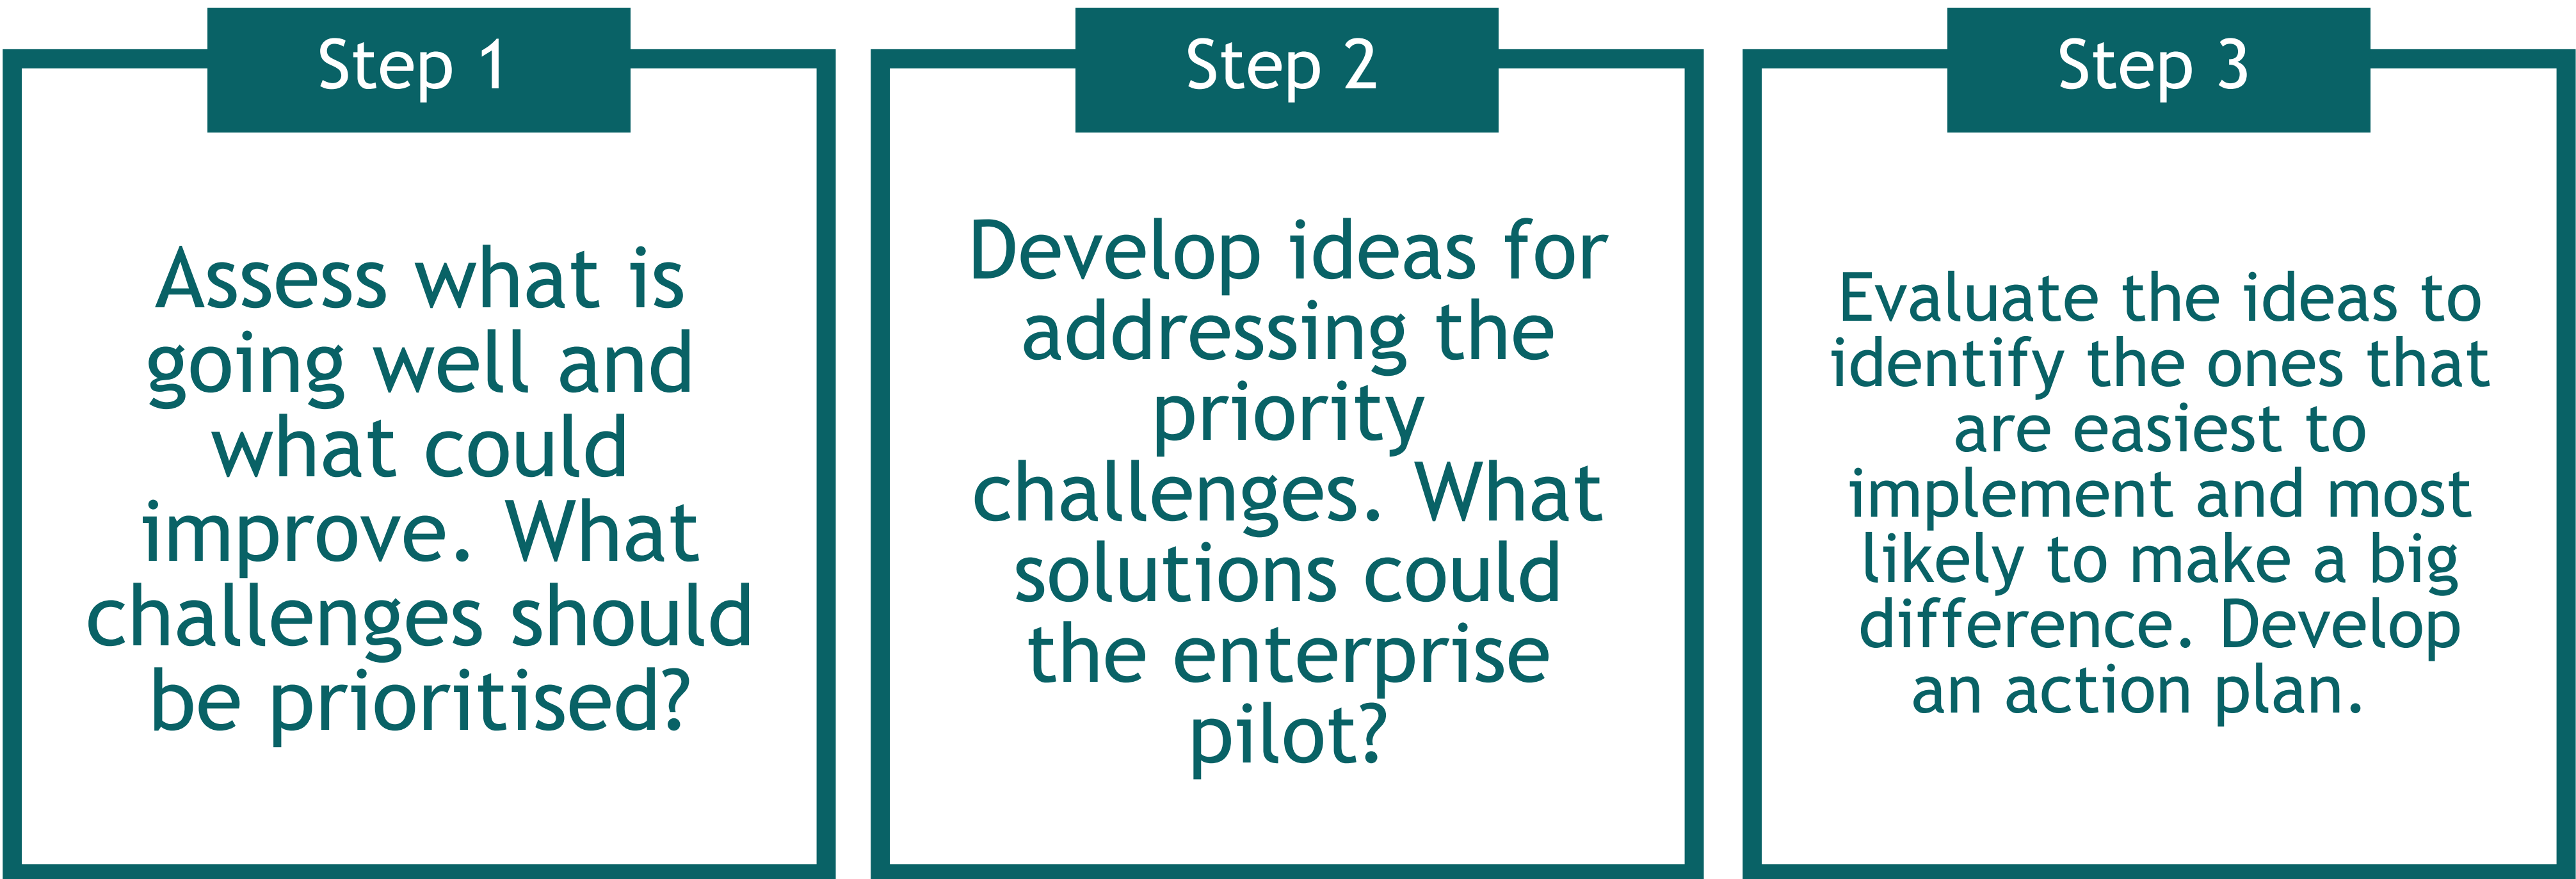 Step 1
Assess what is
going well and
what could
improve. What
challenges should
be prioritised?
Step 2
Develop ideas for
addressing the
priority
challenges. What
solutions could
the enterprise
pilot?
Step 3
Evaluate the ideas to
identify the ones that
are easiest to
implement and most
likely to make a big
difference. Develop
an action plan.